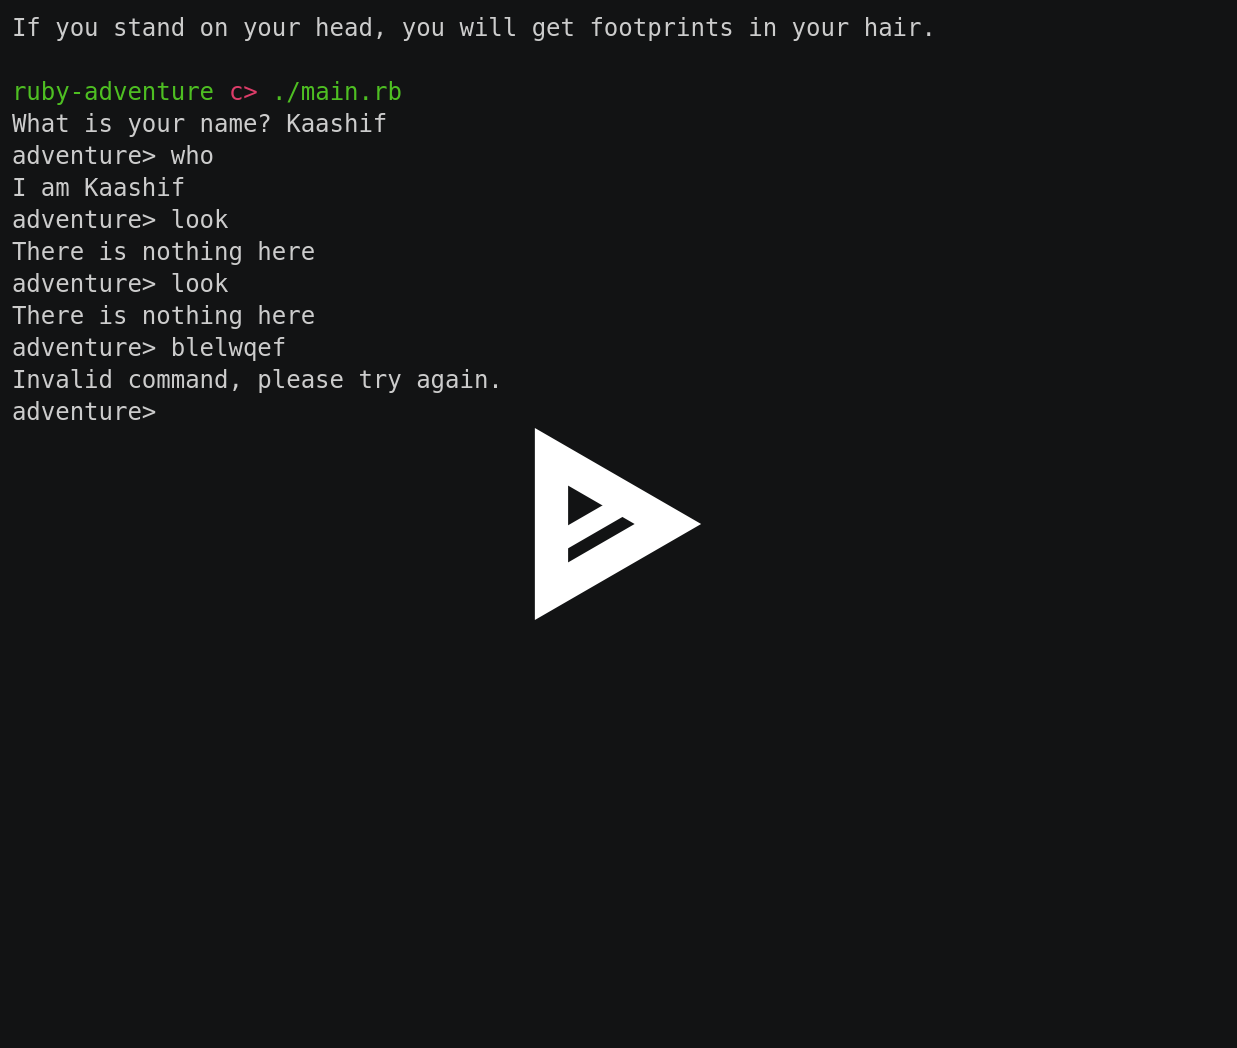 If you stand on your head, you will get footprints in your hair.
ruby-adventure c> ./main.rb
What is your name? Kaashif
adventure> who
I am Kaashif
adventure> look
There is nothing here
adventure> look
There is nothing here
adventure> blelwqef
Invalid command, please try again.
adventure>